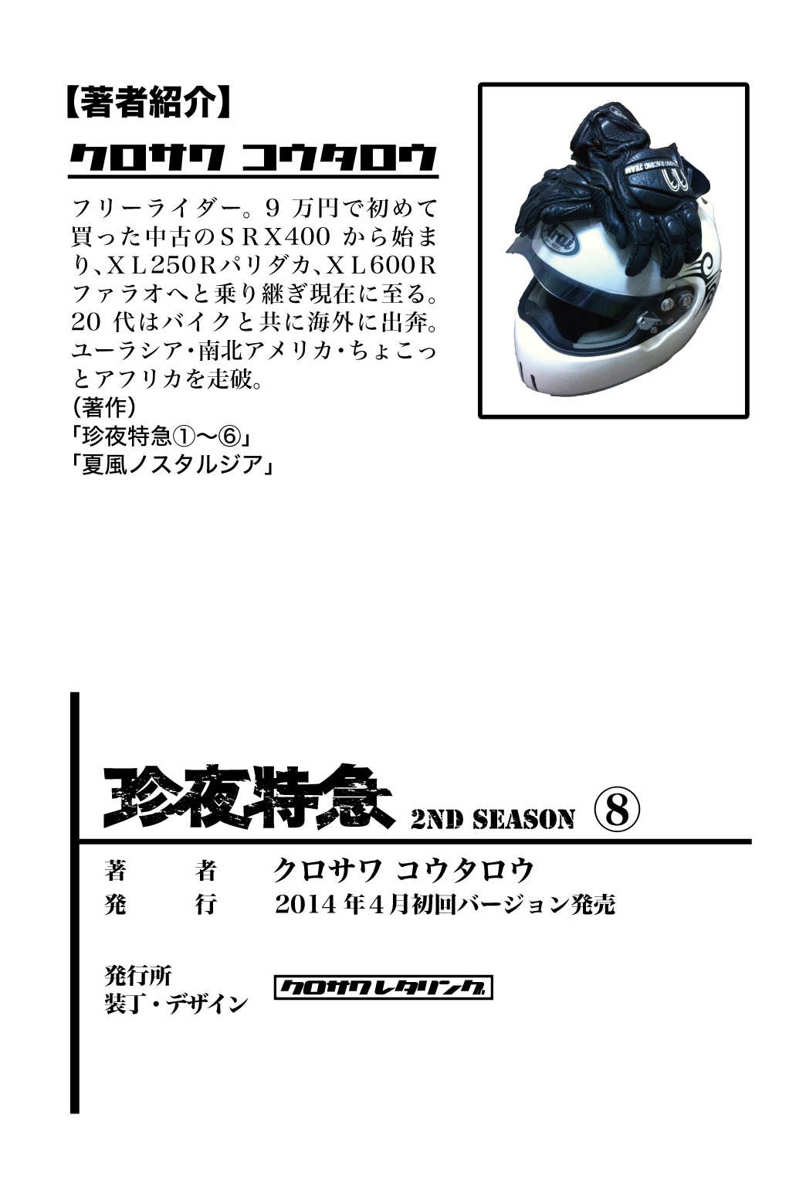 【著者紹介】
クロサワ コウタロウ
フリーライダー。9 万円で初めて
買った中古のSRX400 から始ま
り、XL250Rパリダカ、XL600R
ファラオへと乗り継ぎ現在に至る。
20 代はバイクと共に海外に出奔。
ユーラシア・南北アメリカ・ちょこっ
とアフリカを走破。
（著作）
「珍夜特急①〜⑥」
「夏風ノスタルジア」
珍夜特急 2ND SEASON ⑧
著　者　クロサワ コウタロウ
発　行　2014 年 4 月初回バージョン発売
発行所
装丁・デザイン
クロサワレタリング